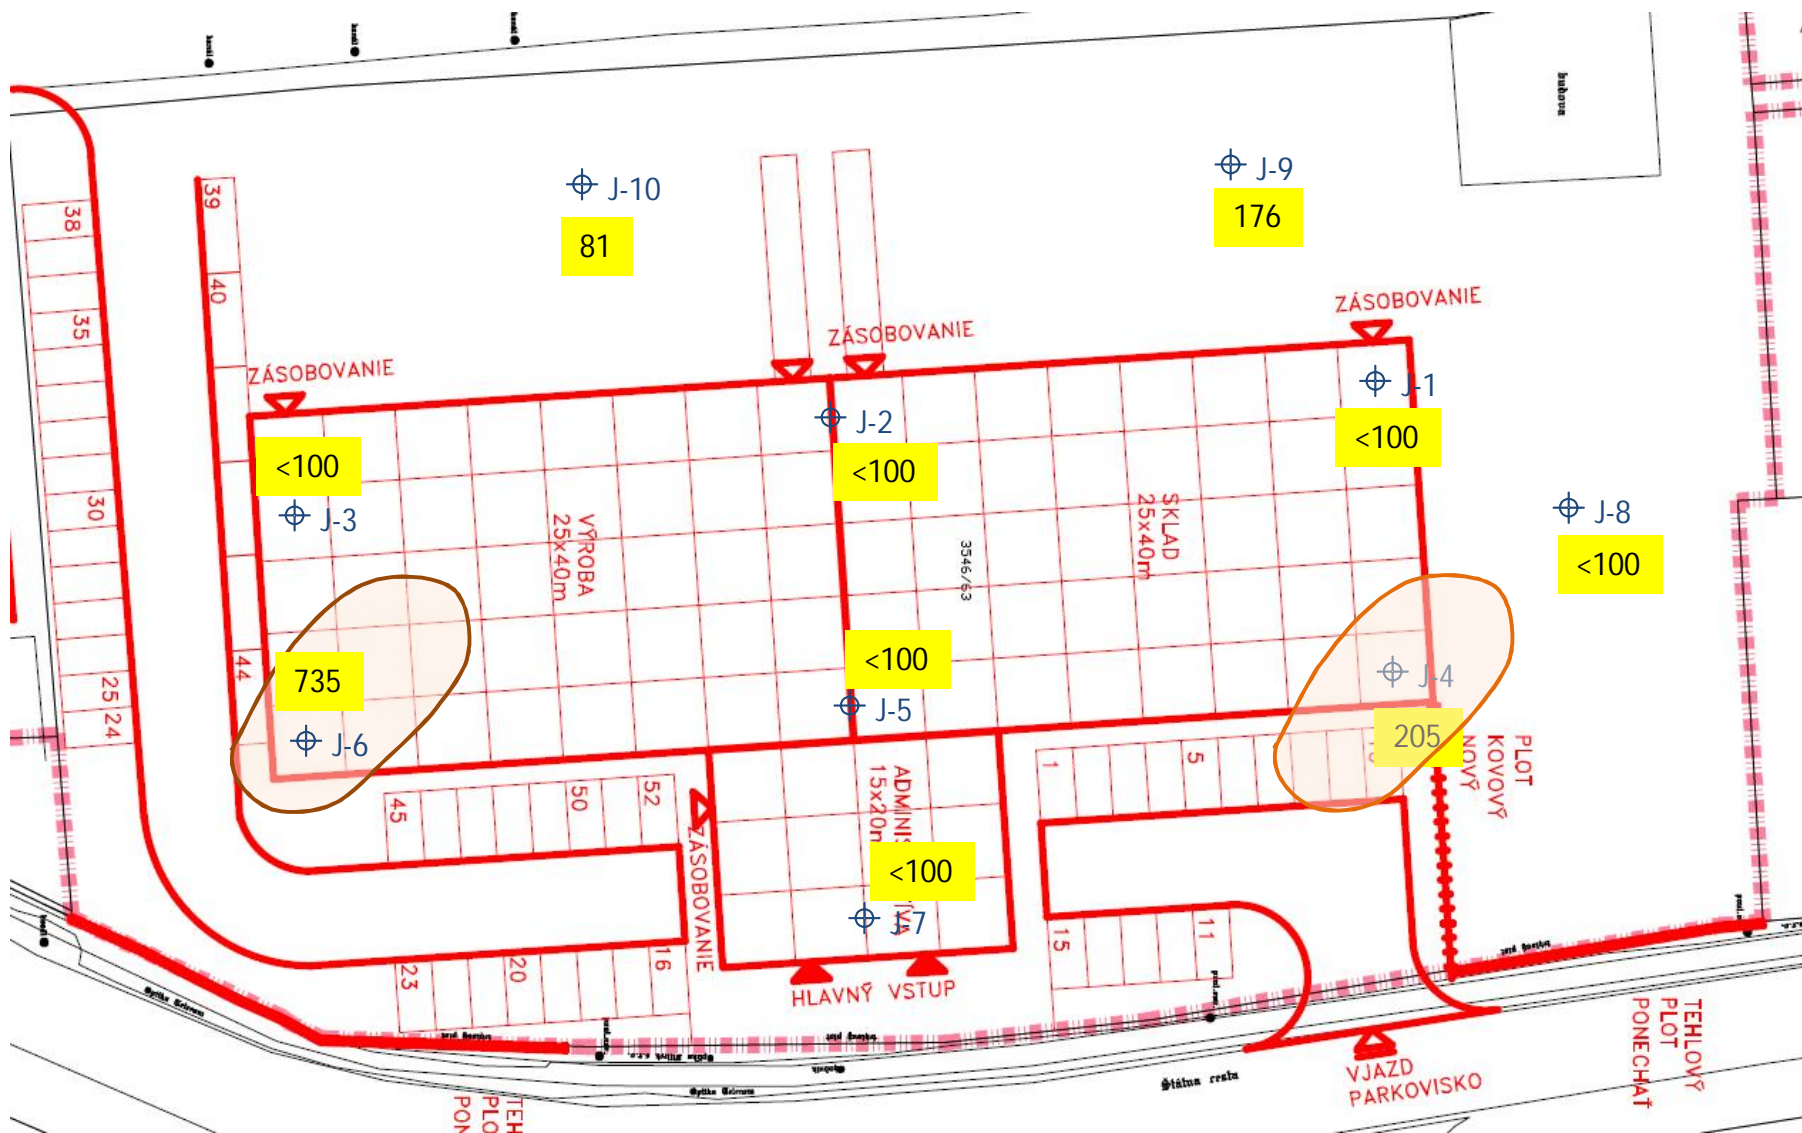 kanál
kanál
kanál
budova
39
38
40
35
30
25
24
44
J-10
81
J-9
176
ZÁSOBOVANIE
ZÁSOBOVANIE
ZÁSOBOVANIE
J-1
<100
J-2
<100
<100
J-3
VÝROBA
25x40m
3546/63
SKLAD
25x40m
J-8
<100
735
J-6
<100
J-5
J-4
205
PLOT
KOVOVÝ
NOVÝ
45
50
52
1
5
ZÁSOBOVANIE
<100
J-7
23
20
16
15
11
HLAVNÝ VSTUP
Štátna cesta
VJAZD
PARKOVISKO
TEHLOVÝ
PLOT
PONECHAŤ